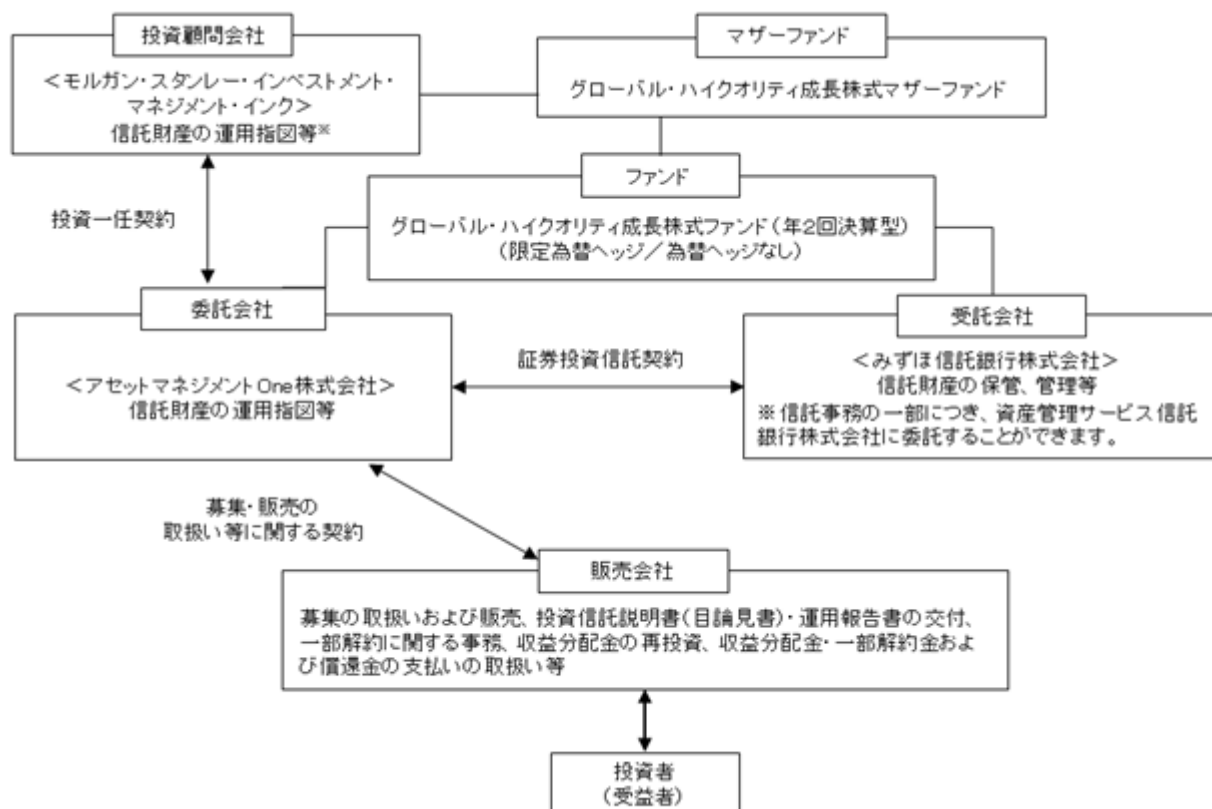 投資顧問会社
＜モルガン・スタンレー・インベストメント・
マネジメント・インク＞
信託財産の運用指図等※
マザーファンド
グローバル・ハイクオリティ成長株式マザーファンド
投資一任契約
ファンド
グローバル・ハイクオリティ成長株式ファンド（年2回決算型）
（限定為替ヘッジ／為替ヘッジなし）
委託会社
＜アセットマネジメントOne株式会社＞
信託財産の運用指図等
証券投資信託契約
受託会社
＜みずほ信託銀行株式会社＞
信託財産の保管、管理等
※信託事務の一部につき、資産管理サービス信託
銀行株式会社に委託することができます。
募集・販売の
取扱い等に関する契約
販売会社
募集の取扱いおよび販売、投資信託説明書（目論見書）・運用報告書の交付、
一部解約に関する事務、収益分配金の再投資、収益分配金・一部解約金およ
び償還金の支払いの取扱い等
投資者
（受益者）